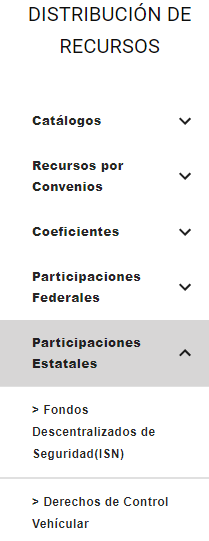 DISTRIBUCIÓN DE
RECURSOS
Catálogos
Recursos por
Convenios
Coeficientes
Participaciones
Federales
Participaciones
Estatales
> Fondos
Descentralizados de
Seguridad(ISN)
> Derechos de Control
Vehícular